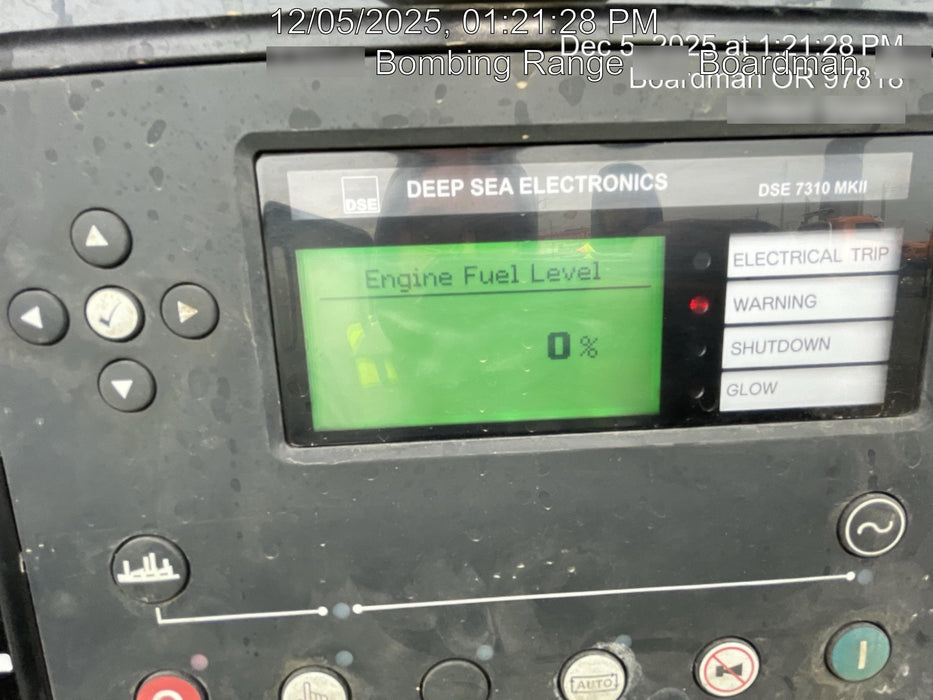 12/05/2025, 01:21:28 PM
Dec 5, 2025 at 1:21:28 PM
Bombing Range
Boardman,
Boardman OR 97818
DSE
DEEP SEA ELECTRONICS
DSE 7310 MKII
Engine Fuel Level
0 %
ELECTRICAL TRIP
WARNING
SHUTDOWN
GLOW
AUTO